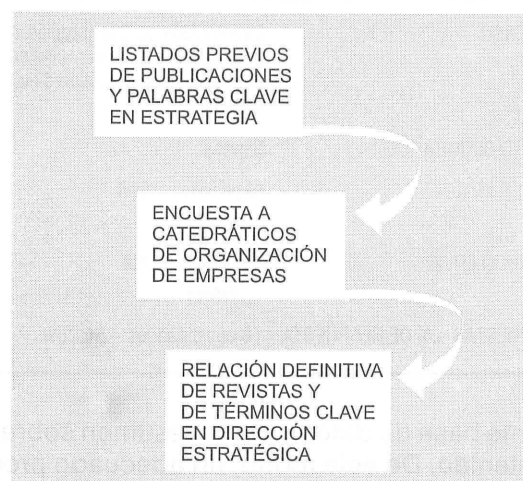 LISTADOS PREVIOS
DE PUBLICACIONES
Y PALABRAS CLAVE
EN ESTRATEGIA
ENCUESTA A
CATEDRÁTICOS
DE ORGANIZACIÓN
DE EMPRESAS
RELACIÓN DEFINITIVA
DE REVISTAS Y
DE TÉRMINOS CLAVE
EN DIRECCIÓN
ESTRATÉGICA